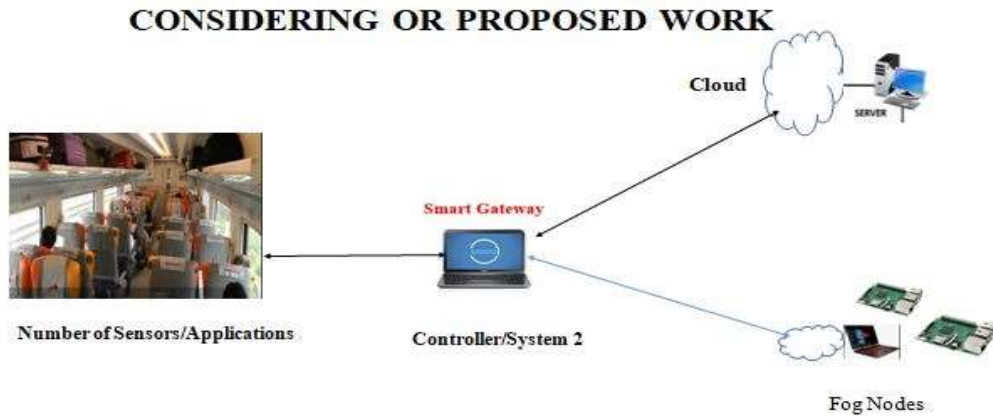 CONSIDERING OR PROPOSED WORK
Cloud
SERVER
Smart Gateway
Number of Sensors/Applications
Controller/System 2
Fog Nodes